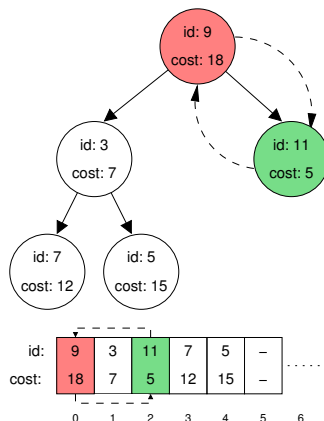 id: 9
cost: 18
id: 3
cost: 7
id: 11
cost: 5
id: 7
cost: 12
id: 5
cost: 15
id: 9 3 11 7 5 –
cost: 18 7 5 12 15 – ......
0 1 2 3 4 5 6